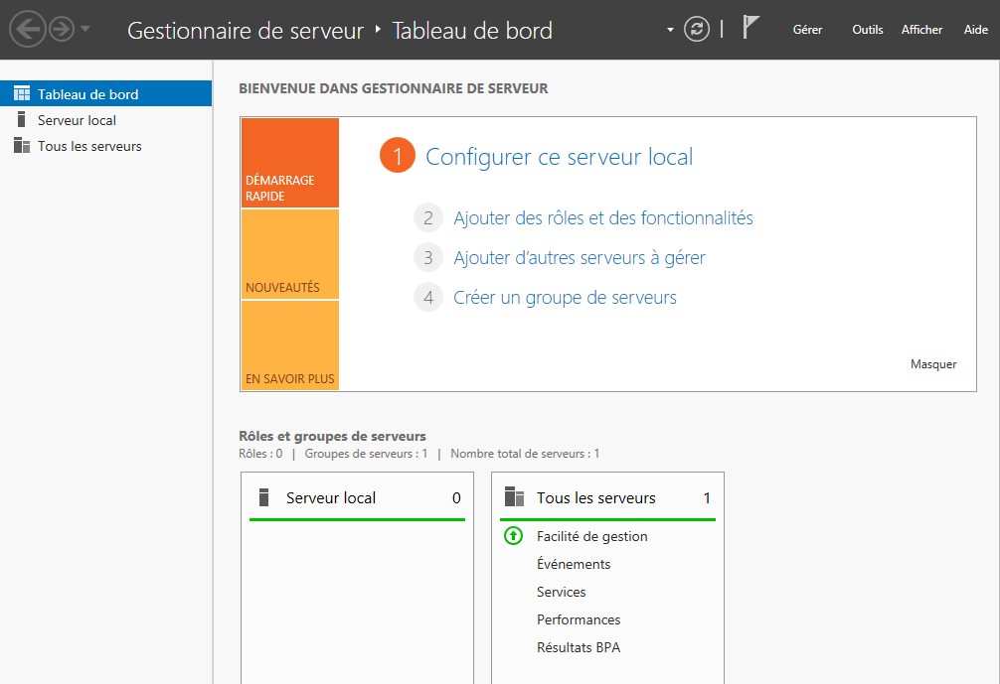 Gestionnaire de serveur ‣ Tableau de bord
Gérer Outils Afficher Aide
Tableau de bord
Serveur local
Tous les serveurs
BIENVENUE DANS GESTIONNAIRE DE SERVEUR
DÉMARRAGE
RAPIDE
NOUVEAUTÉS
EN SAVOIR PLUS
1 Configurer ce serveur local
2 Ajouter des rôles et des fonctionnalités
3 Ajouter d’autres serveurs à gérer
4 Créer un groupe de serveurs
Masquer
Rôles et groupes de serveurs
Rôles : 0 | Groupes de serveurs : 1 | Nombre total de serveurs : 1
Serveur local 0
Tous les serveurs 1
Facilité de gestion
Événements
Services
Performances
Résultats BPA